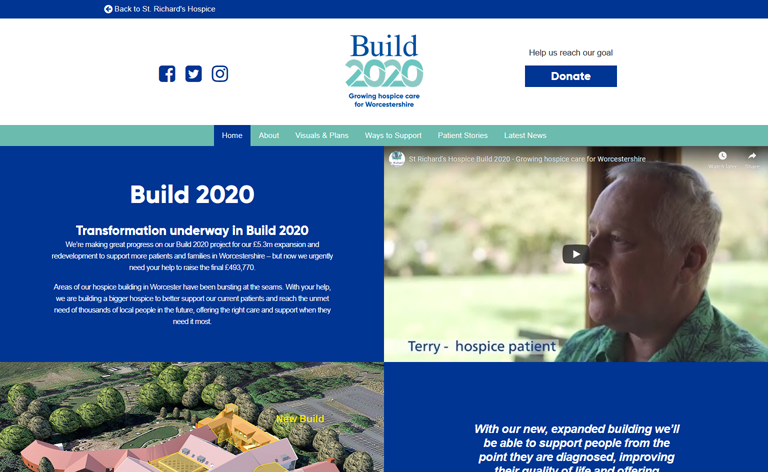 Back to St. Richard's Hospice
Build
2020
Growing hospice care
for Worcestershire
Help us reach our goal
Donate
Home About Visuals & Plans Ways to Support Patient Stories Latest News
Build 2020
Transformation underway in Build 2020
We're making great progress on our Build 2020 project for our £5.3m expansion and
redevelopment to support more patients and families in Worcestershire – but now we urgently
need your help to raise the final £493,770.
Areas of our hospice building in Worcester have been bursting at the seams. With your help,
we are building a bigger hospice to better support our current patients and reach the unmet
need of thousands of local people in the future, offering the right care and support when they
need it most.
St Richard's Hospice Build 2020 - Growing hospice care for Worcestershire
Terry - hospice patient
New Build
With our new, expanded building we'll
be able to support people from the
point they are diagnosed, improving
their quality of life and offering